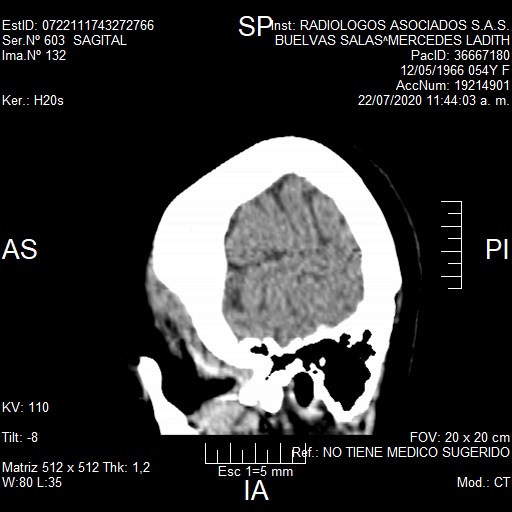 EstID: 0722111743272766
Ser.Nº 603 SAGITAL
Ima.Nº 132
Ker.: H20s
SP
Inst: RADIOLOGOS ASOCIADOS S.A.S.
BUELVAS SALAS^MERCEDES LADITH
PacID: 36667180
12/05/1966 054Y F
AccNum: 19214901
22/07/2020 11:44:03 a. m.
AS
PI
KV: 110
Tilt: -8
Matriz 512 x 512 Thk: 1,2
W:80 L:35
Esc 1=5 mm
IA
FOV: 20 x 20 cm
Ref.: NO TIENE MEDICO SUGERIDO
Mod.: CT